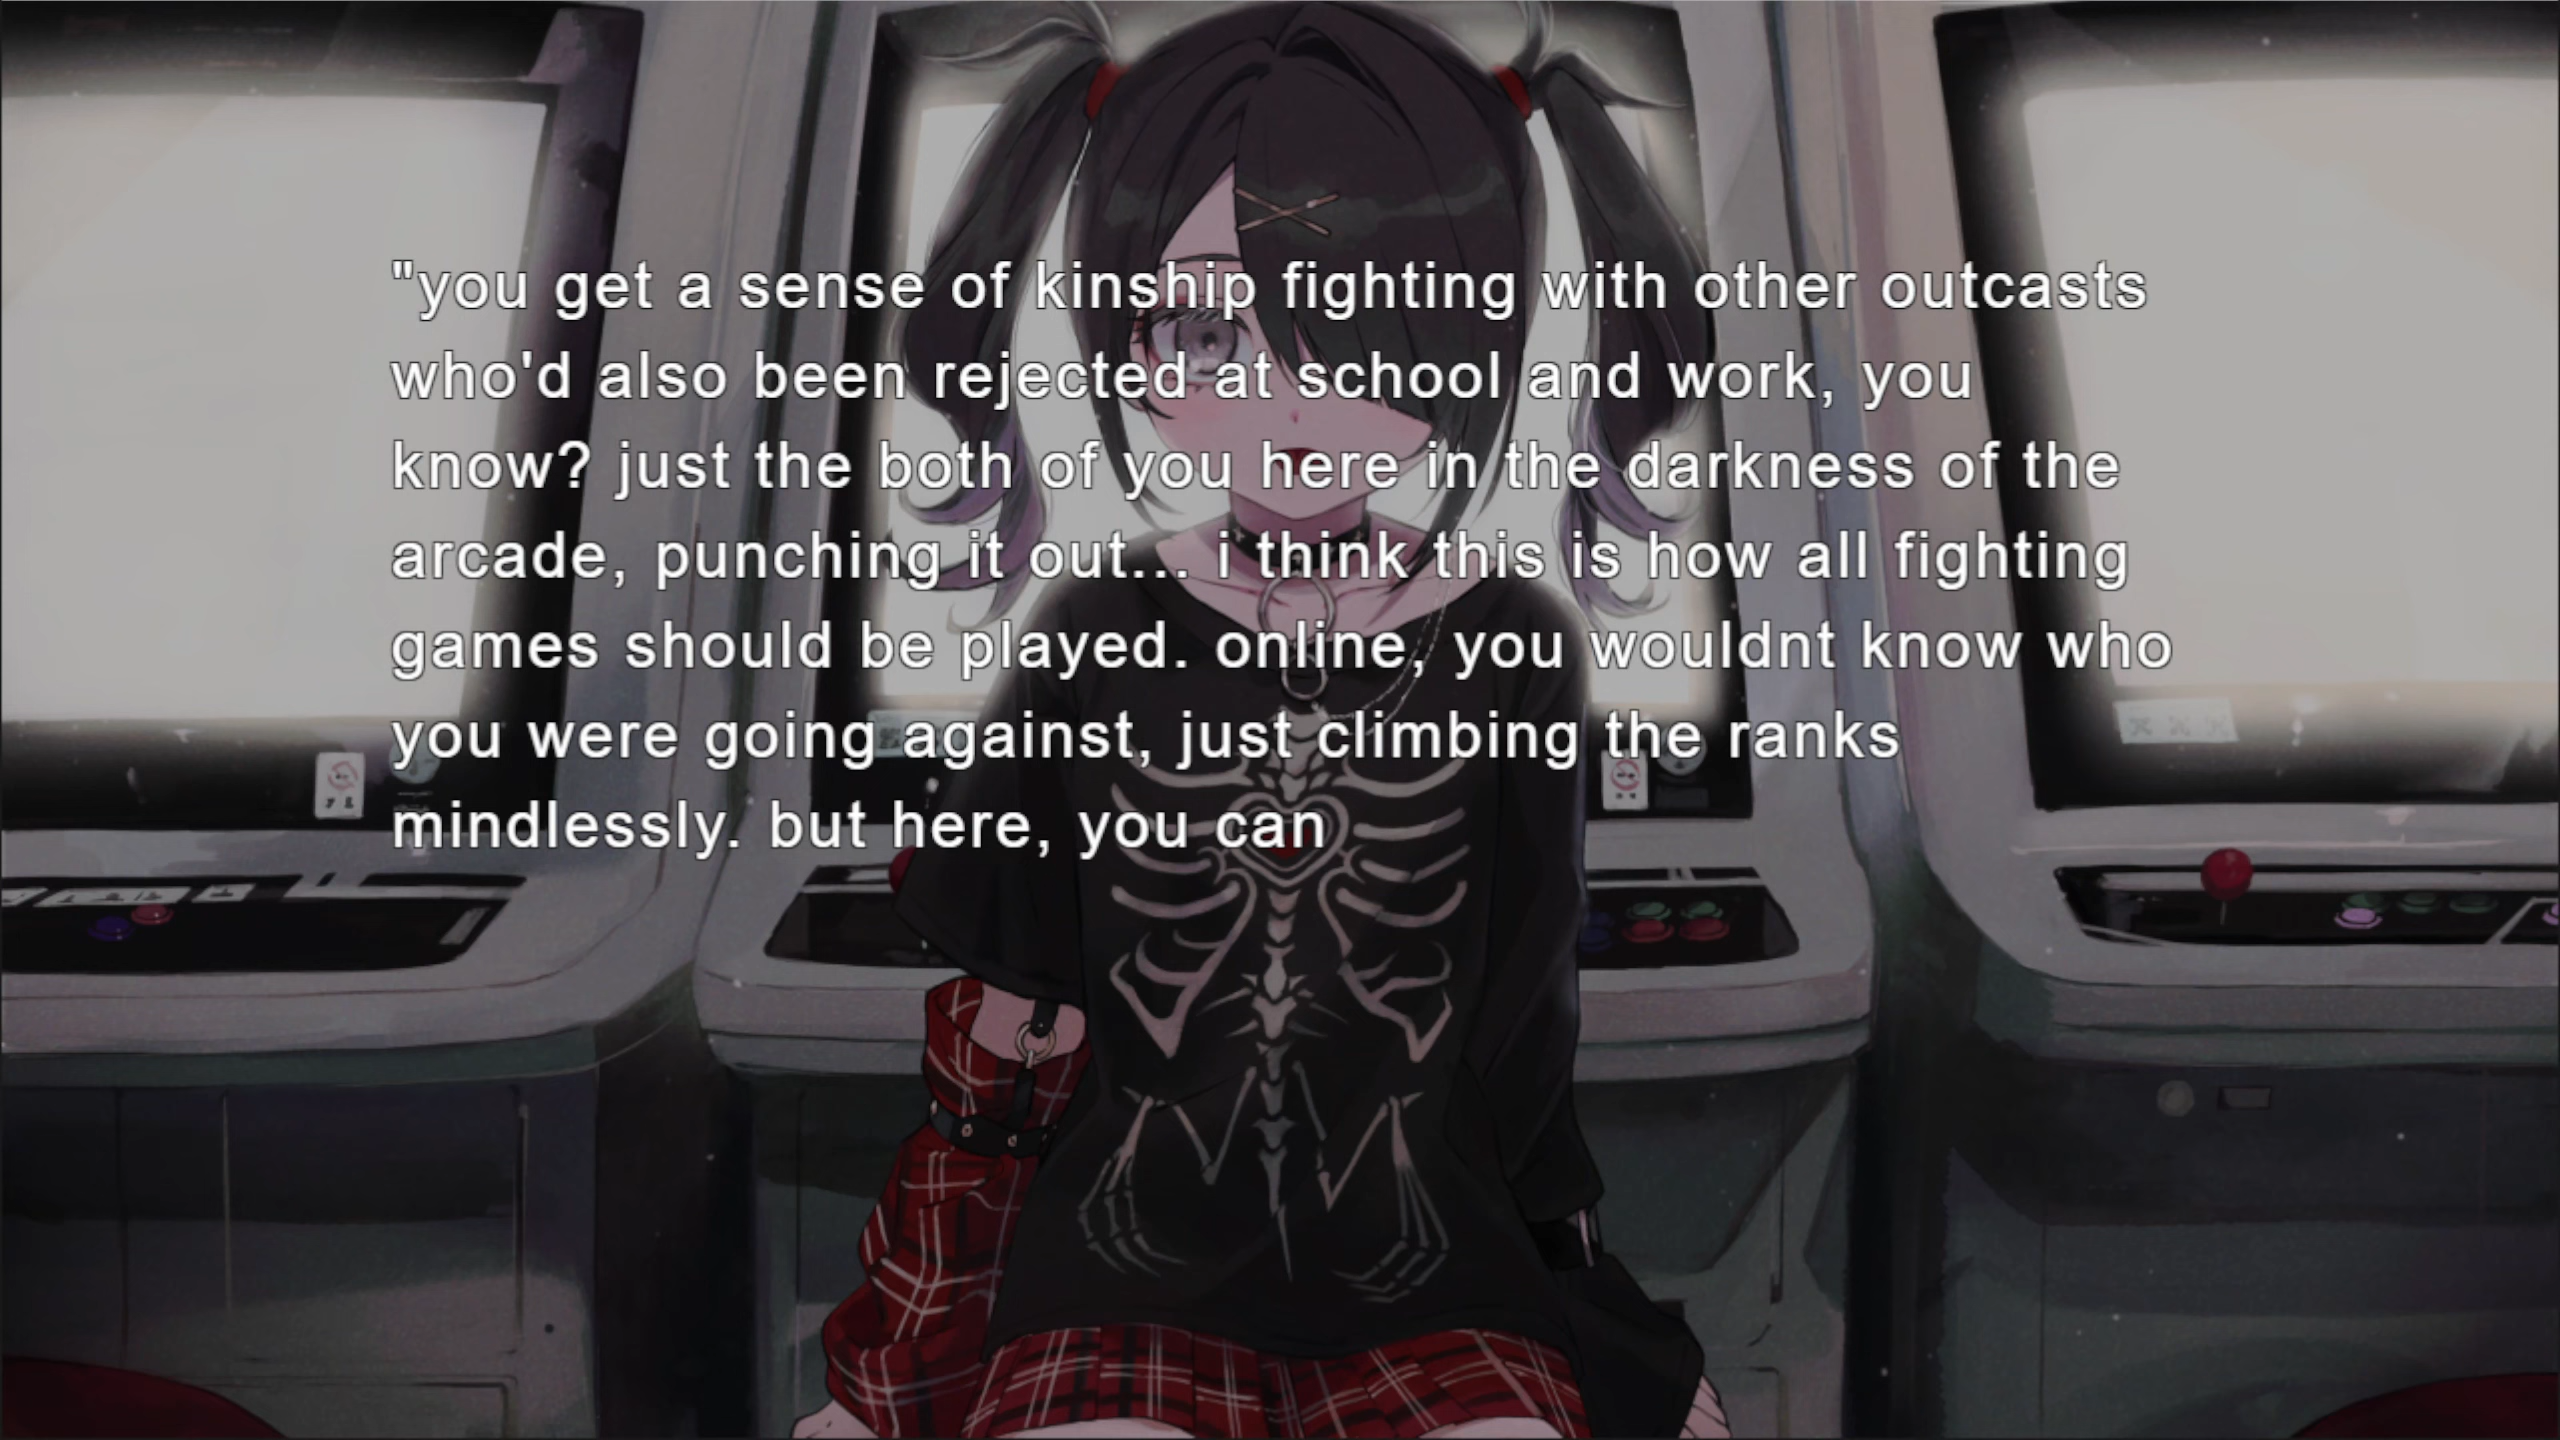 "you get a sense of kinship fighting with other outcasts
who'd also been rejected at school and work, you
know? just the both of you here in the darkness of the
arcade, punching it out... i think this is how all fighting
games should be played. online, you wouldnt know who
you were going against, just climbing the ranks
mindlessly. but here, you can